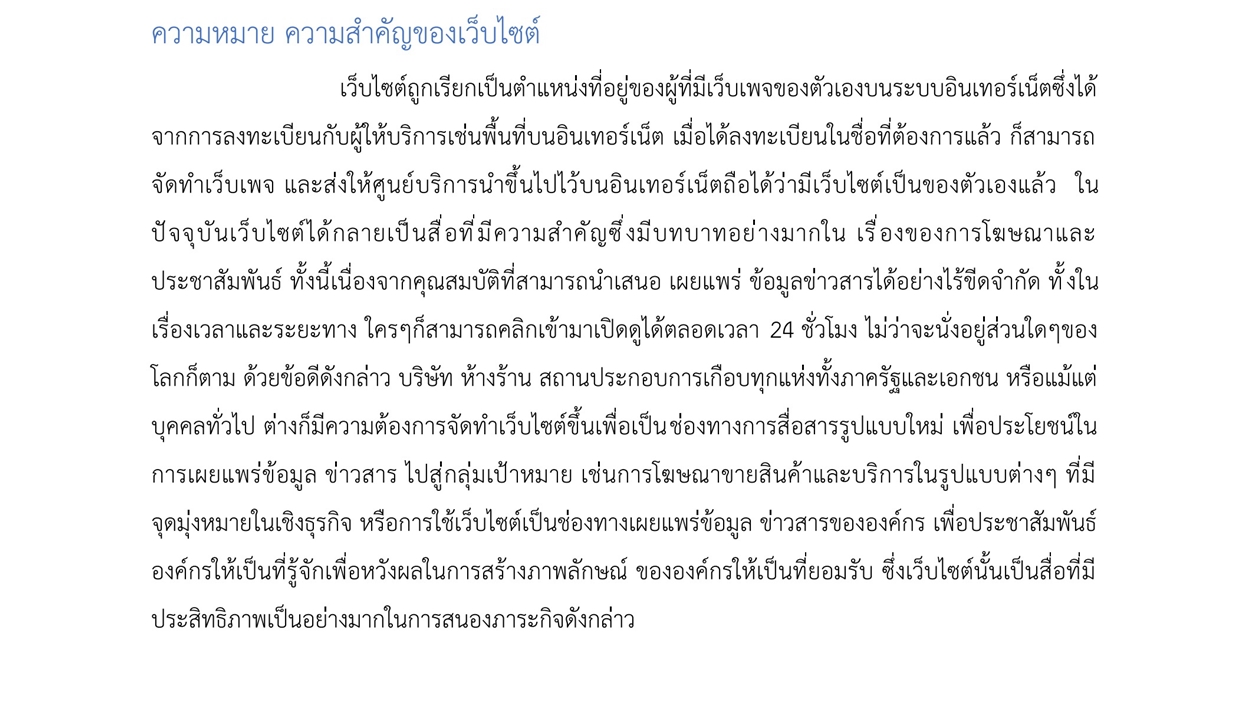 ความหมาย ความสำคัญของเว็บไซต์
เว็บไซต์ถูกเรียกเป็นตำแหน่งที่อยู่ของผู้ที่มีเว็บเพจของตัวเองบนระบบอินเทอร์เน็ตซึ่งได้
จากการลงทะเบียนกับผู้ให้บริการเช่นพื้นที่บนอินเทอร์เน็ต เมื่อได้ลงทะเบียนในชื่อที่ต้องการแล้ว ก็สามารถ
จัดทำเว็บเพจ และส่งให้ศูนย์บริการนำขึ้นไปไว้บนอินเทอร์เน็ตถือได้ว่ามีเว็บไซต์เป็นของตัวเองแล้ว ใน
ปัจจุบันเว็บไซต์ได้กลายเป็นสื่อที่มีความสำคัญซึ่งมีบทบาทอย่างมากใน เรื่องของการโฆษณาและ
ประชาสัมพันธ์ ทั้งนี้เนื่องจากคุณสมบัติที่สามารถนำเสนอ เผยแพร่ ข้อมูลข่าวสารได้อย่างไร้ขีดจำกัด ทั้งใน
เรื่องเวลาและระยะทาง ใครๆก็สามารถคลิกเข้ามาเปิดดูได้ตลอดเวลา 24 ชั่วโมง ไม่ว่าจะนั่งอยู่ส่วนใดๆของ
โลกก็ตาม ด้วยข้อดีดังกล่าว บริษัท ห้างร้าน สถานประกอบการเกือบทุกแห่งทั้งภาครัฐและเอกชน หรือแม้แต่
บุคคลทั่วไป ต่างก็มีความต้องการจัดทำเว็บไซต์ขึ้นเพื่อเป็นช่องทางการสื่อสารรูปแบบใหม่ เพื่อประโยชน์ใน
การเผยแพร่ข้อมูล ข่าวสาร ไปสู่กลุ่มเป้าหมาย เช่นการโฆษณาขายสินค้าและบริการในรูปแบบต่างๆ ที่มี
จุดมุ่งหมายในเชิงธุรกิจ หรือการใช้เว็บไซต์เป็นช่องทางเผยแพร่ข้อมูล ข่าวสารขององค์กร เพื่อประชาสัมพันธ์
องค์กรให้เป็นที่รู้จักเพื่อหวังผลในการสร้างภาพลักษณ์ ขององค์กรให้เป็นที่ยอมรับ ซึ่งเว็บไซต์นั้นเป็นสื่อที่มี
ประสิทธิภาพเป็นอย่างมากในการสนองภาระกิจดังกล่าว